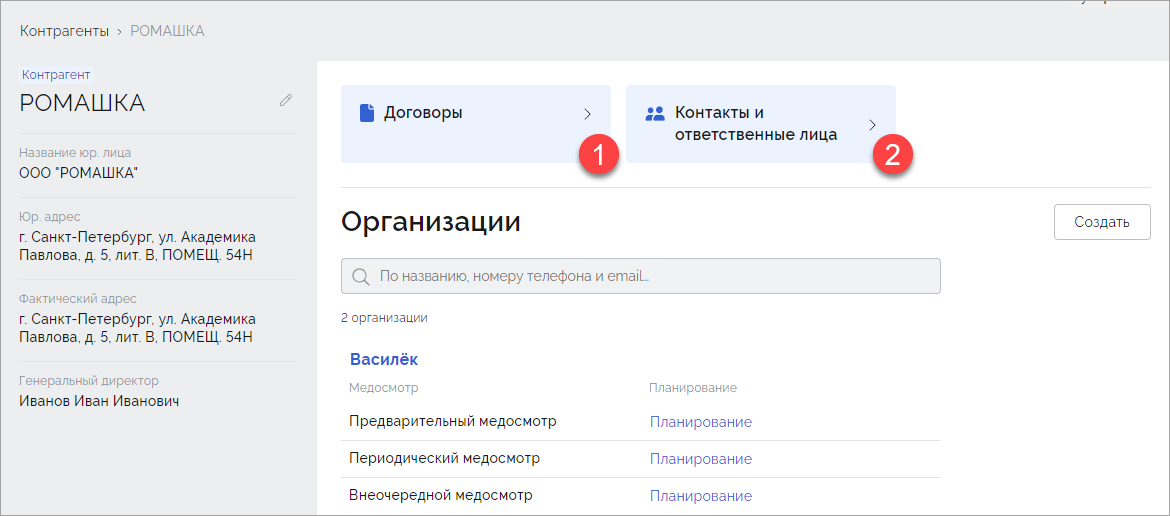 Контрагенты › РОМАШКА
Контрагент
РОМАШКА
Название юр. лица
ООО "РОМАШКА"
Юр. адрес
г. Санкт-Петербург, ул. Академика
Павлова, д. 5, лит. В, ПОМЕЩ. 54Н
Фактический адрес
г. Санкт-Петербург, ул. Академика
Павлова, д. 5, лит. В, ПОМЕЩ. 54Н
Генеральный директор
Иванов Иван Иванович
Договоры
1
Контакты и
ответственные лица
2
Организации
Создать
По названию, номеру телефона и email...
2 организации
Василёк
Медосмотр Планирование
Предварительный медосмотр Планирование
Периодический медосмотр Планирование
Внеочередной медосмотр Планирование